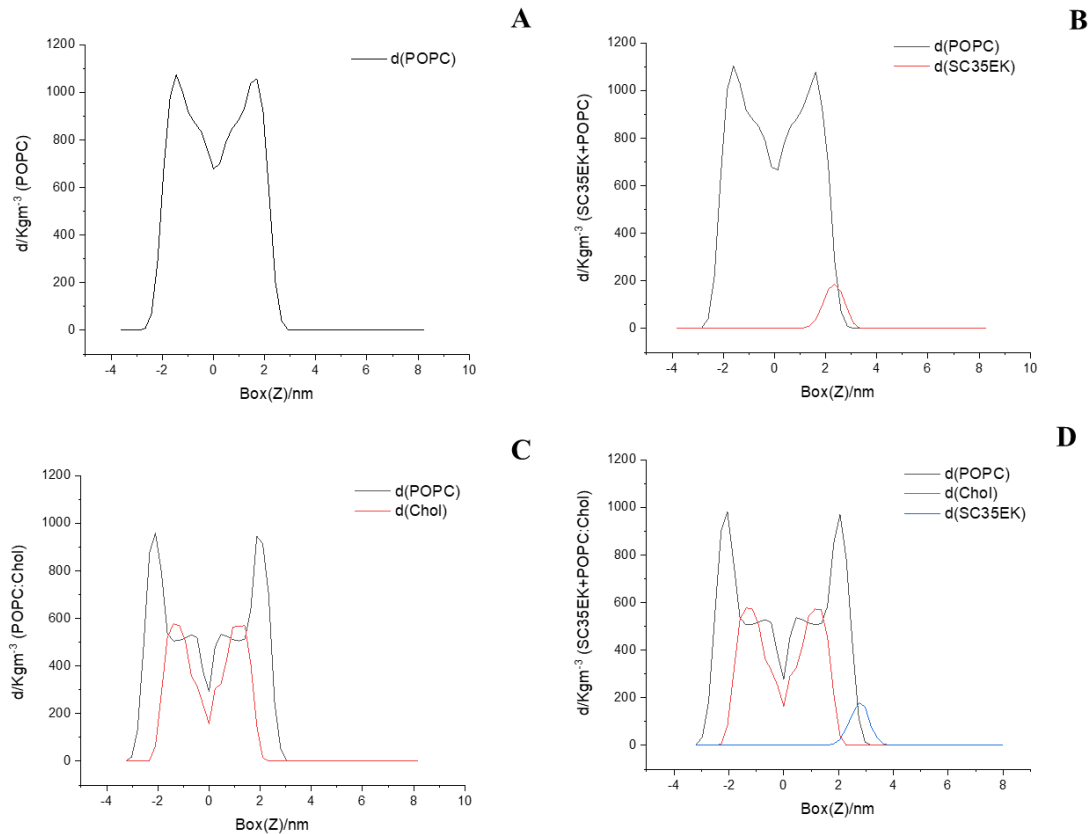 A
d(POPC)
d/Kgm⁻³ (POPC)
1200
1000
800
600
400
200
0
-4 -2 0 2 4 6 8 10
Box(Z)/nm
B
d(POPC)
d(SC35EK)
d/Kgm⁻³ (SC35EK+POPC)
1200
1000
800
600
400
200
0
-4 -2 0 2 4 6 8 10
Box(Z)/nm
C
d(POPC)
d(Chol)
d/Kgm⁻³ (POPC:Chol)
1200
1000
800
600
400
200
0
-4 -2 0 2 4 6 8 10
Box(Z)/nm
D
d(POPC)
d(Chol)
d(SC35EK)
d/Kgm⁻³ (SC35EK+POPC:Chol)
1200
1000
800
600
400
200
0
-4 -2 0 2 4 6 8 10
Box(Z)/nm